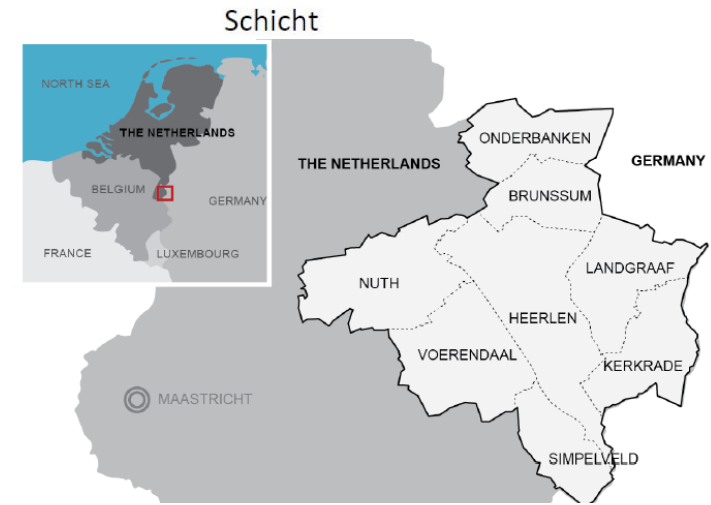 Schicht
NORTH SEA
THE NETHERLANDS
BELGIUM
GERMANY
FRANCE
LUXEMBOURG
THE NETHERLANDS
ONDERBANKEN
GERMANY
BRUNSSUM
LANDGRAAF
NUTH
HEERLEN
VOERENDAAL
KERKRADE
MAASTRICHT
SIMPELVELD